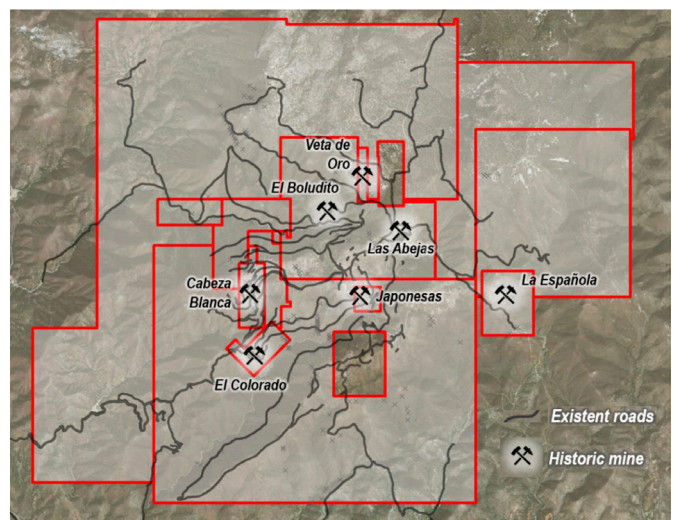 Veta de
Oro
El Boludito
Las Abejas
La Española
Cabeza
Blanca
Japonesas
El Colorado
Existent roads
Historic mine